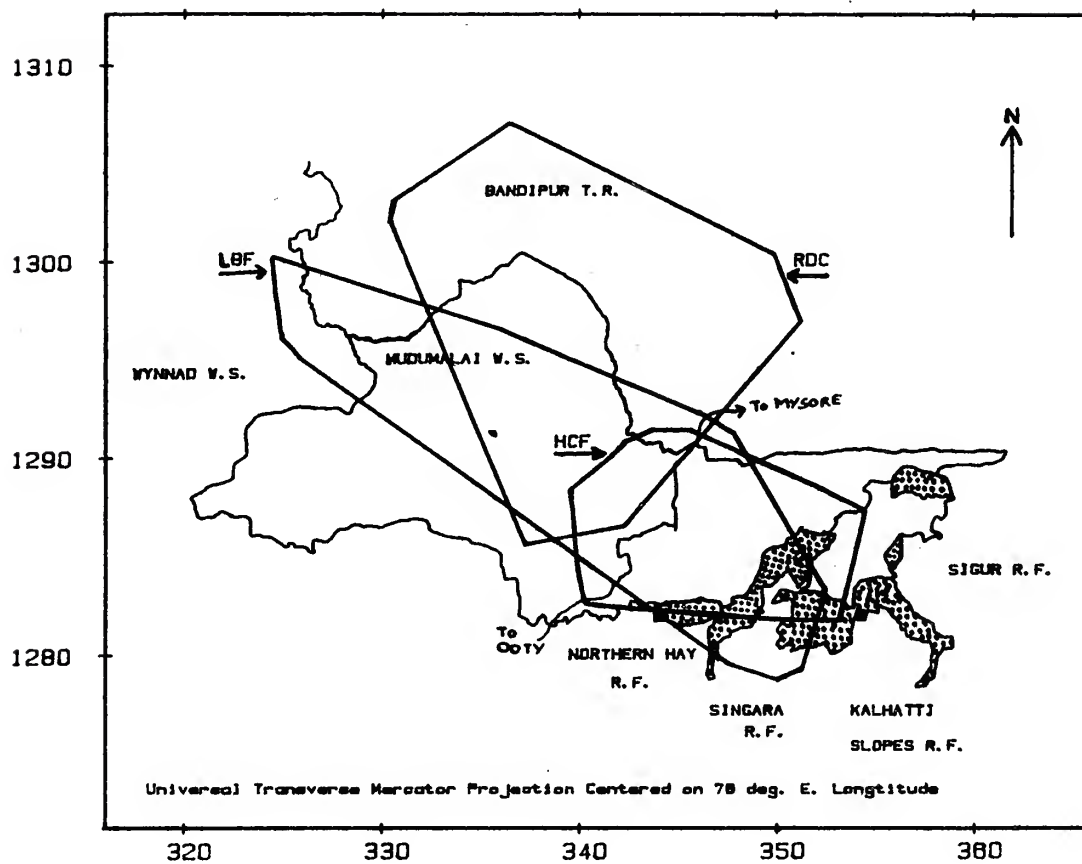 1310
N
BANDIPUR T.R.
LBF
RDC
1300
MUDUMALAI W.S.
WYNNAD W.S.
To MYSORE
HCF
1290
SIGUR R.F.
To
OOTY
1280
NORTHERN HAY
R.F.
SINGARA
R.F.
KALHATTI
SLOPES R.F.
Universal Transverse Mercator Projection Centered on 78 deg. E. Longtitude
320 330 340 350 360